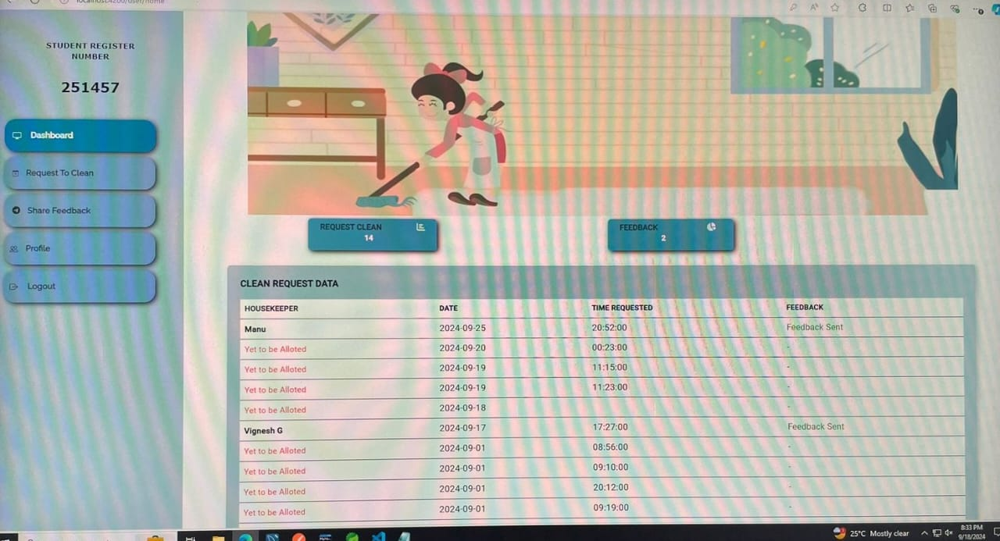 localhost:4200/user/home
STUDENT REGISTER
NUMBER
251457
Dashboard
Request To Clean
Share Feedback
Profile
Logout
REQUEST CLEAN
14
FEEDBACK
2
CLEAN REQUEST DATA
HOUSEKEEPER DATE TIME REQUESTED FEEDBACK
Manu 2024-09-25 20:52:00 Feedback Sent
Yet to be Alloted 2024-09-20 00:23:00 -
Yet to be Alloted 2024-09-19 11:15:00 -
Yet to be Alloted 2024-09-19 11:23:00 -
Yet to be Alloted 2024-09-18 -
Vignesh G 2024-09-17 17:27:00 Feedback Sent
Yet to be Alloted 2024-09-01 08:56:00 -
Yet to be Alloted 2024-09-01 09:10:00 -
Yet to be Alloted 2024-09-01 20:12:00 -
Yet to be Alloted 2024-09-01 09:19:00 -
25°C Mostly clear
8:33 PM
9/18/2024